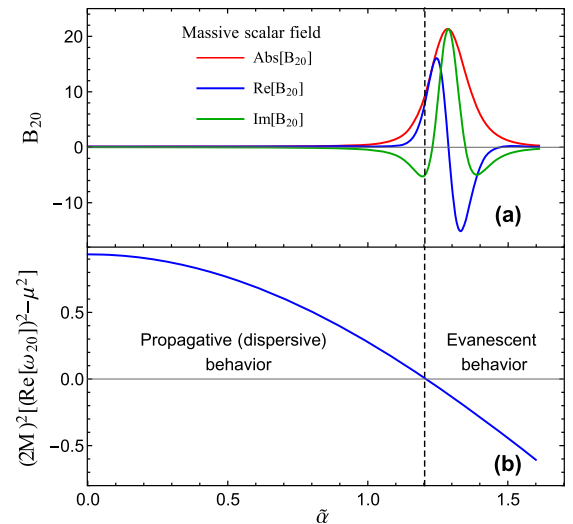 Massive scalar field
Abs[B₂₀]
Re[B₂₀]
Im[B₂₀]
B₂₀
20
10
0
−10
(a)
(2M)²[(Re[ω₂₀])²−μ²]
0.5
0.0
−0.5
Propagative (dispersive)
behavior
Evanescent
behavior
(b)
0.0 0.5 1.0 1.5
α̃